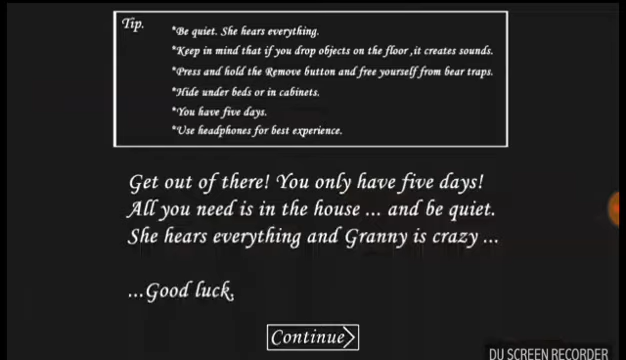 Tip.
*Be quiet. She hears everything.
*Keep in mind that if you drop objects on the floor ,it creates sounds.
*Press and hold the Remove button and free yourself from bear traps.
*Hide under beds or in cabinets.
*You have five days.
*Use headphones for best experience.
Get out of there! You only have five days!
All you need is in the house ... and be quiet.
She hears everything and Granny is crazy ...
...Good luck.
Continue
DU SCREEN RECORDER